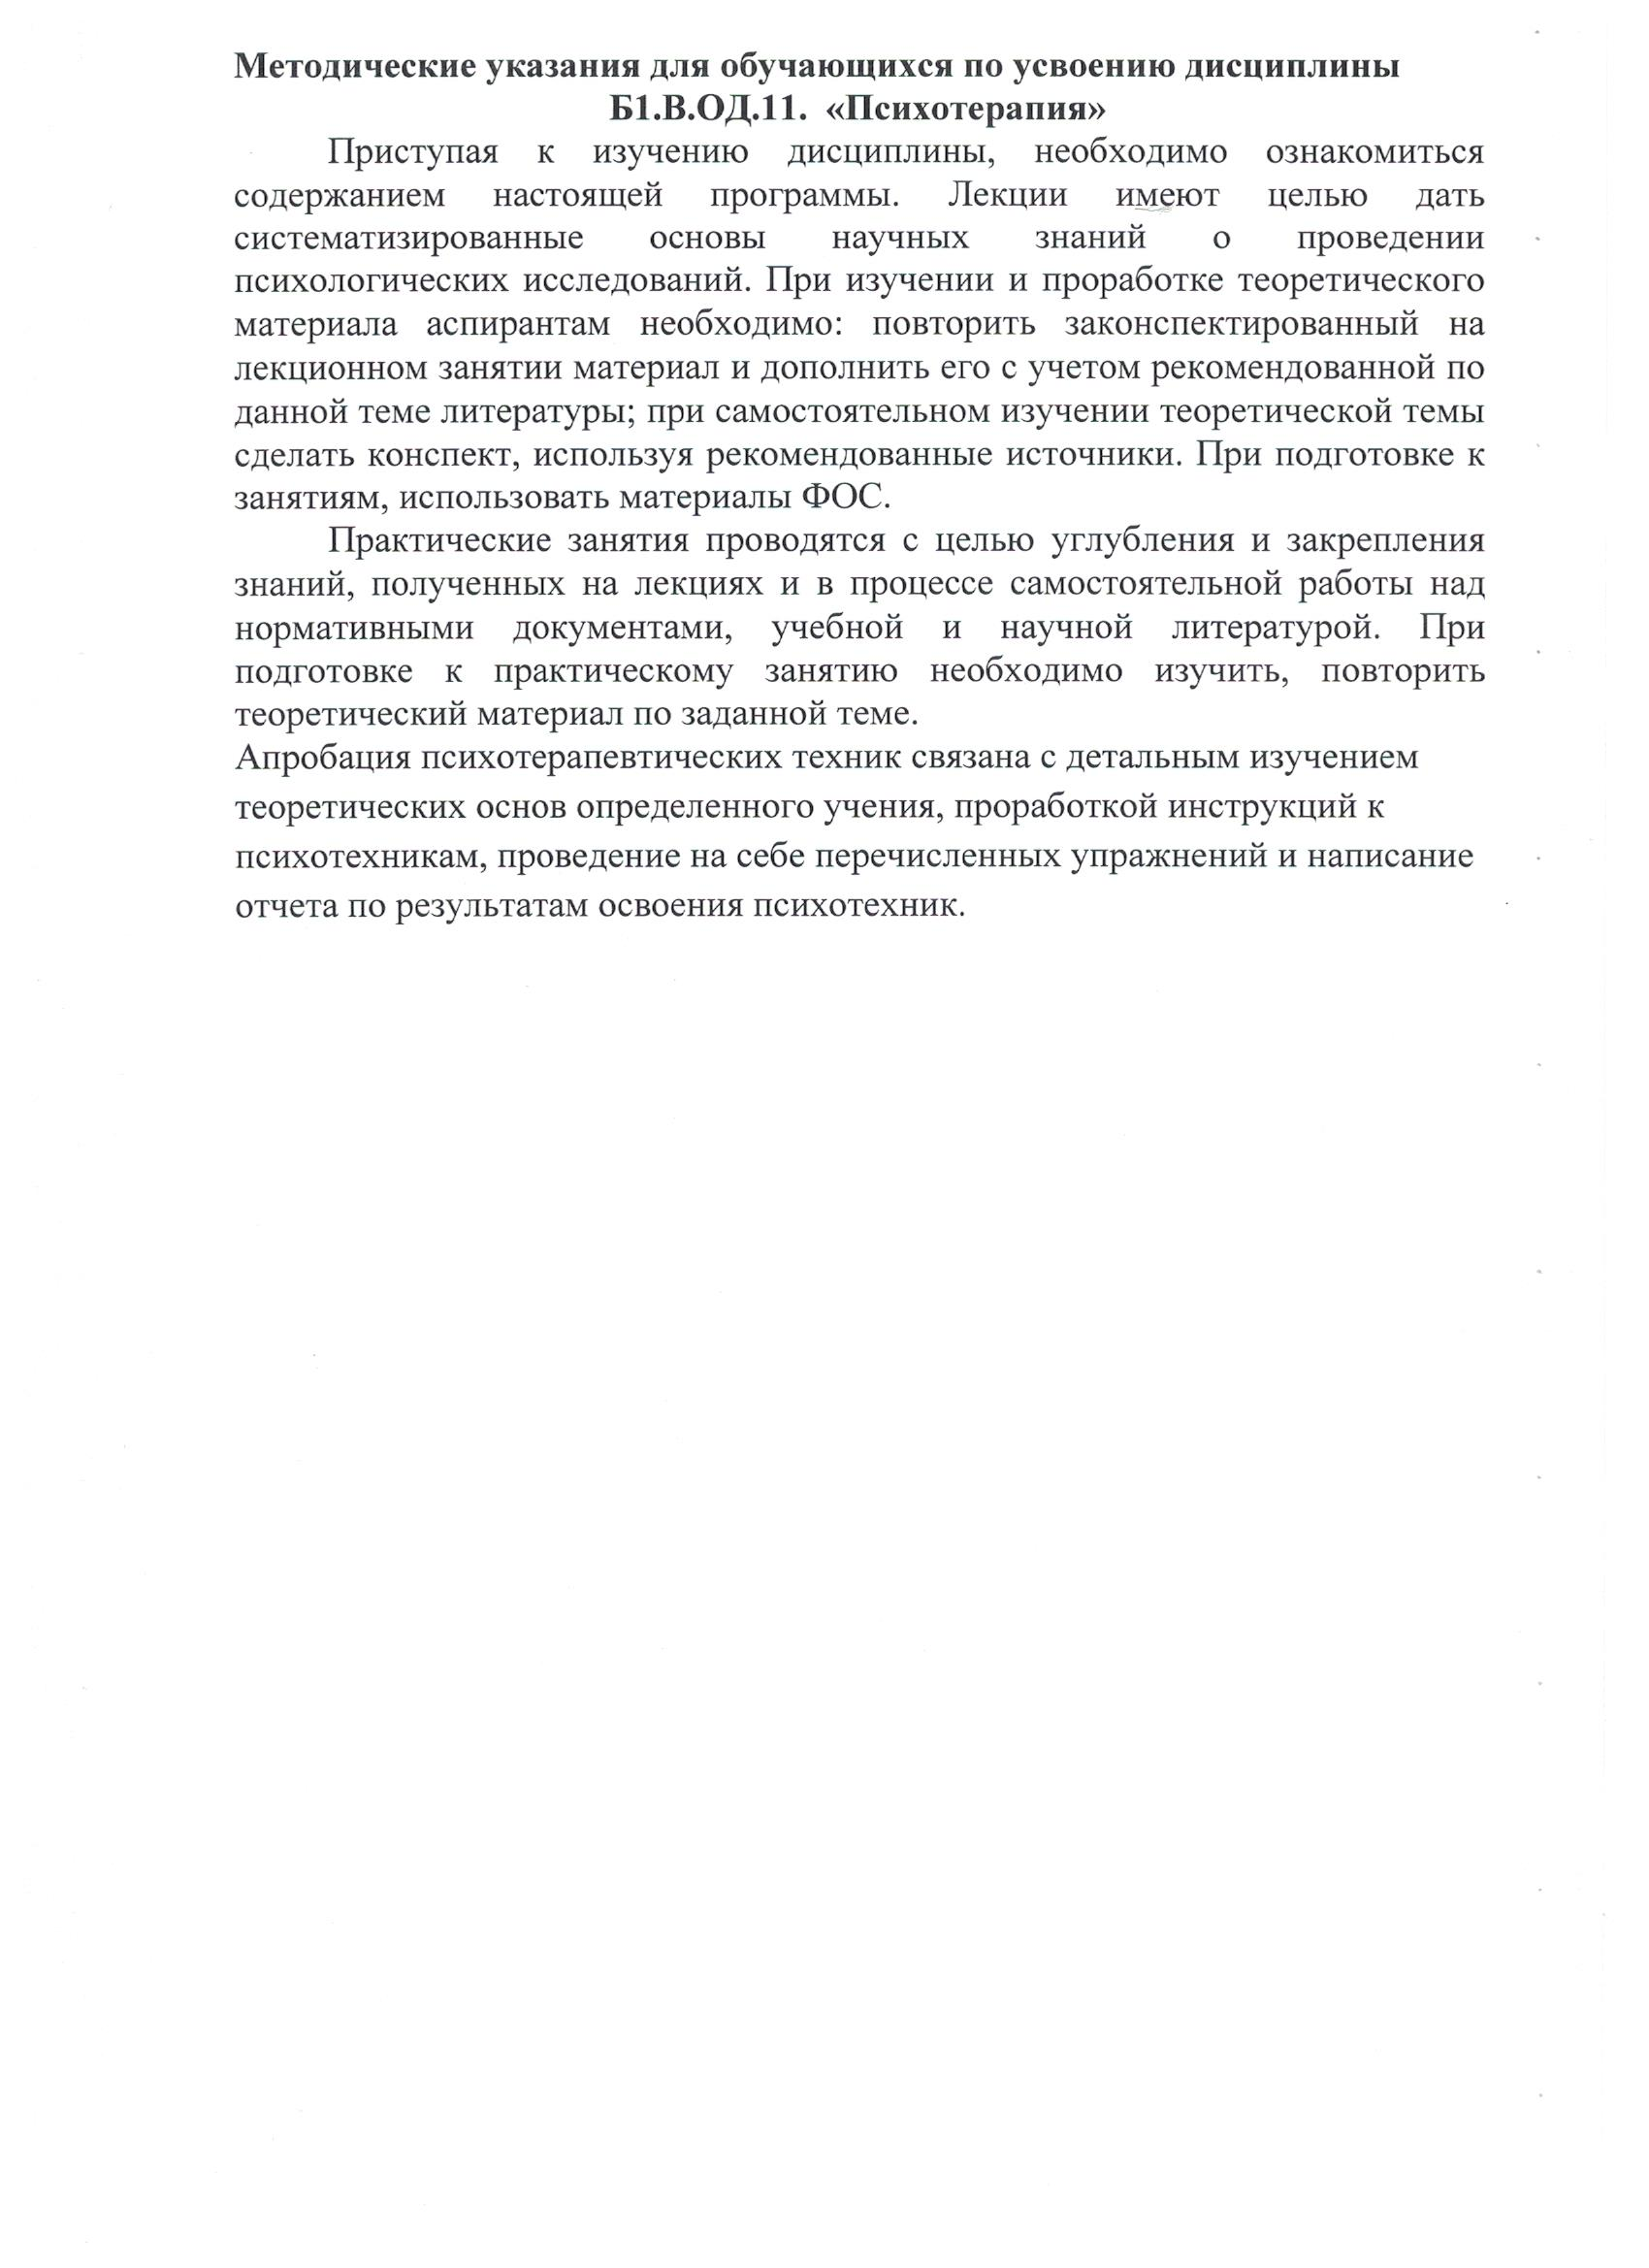 Методические указания для обучающихся по усвоению дисциплины
Б1.В.ОД.11. «Психотерапия»
Приступая к изучению дисциплины, необходимо ознакомиться
содержанием настоящей программы. Лекции имеют целью дать
систематизированные основы научных знаний о проведении
психологических исследований. При изучении и проработке теоретического
материала аспирантам необходимо: повторить законспектированный на
лекционном занятии материал и дополнить его с учетом рекомендованной по
данной теме литературы; при самостоятельном изучении теоретической темы
сделать конспект, используя рекомендованные источники. При подготовке к
занятиям, использовать материалы ФОС.
Практические занятия проводятся с целью углубления и закрепления
знаний, полученных на лекциях и в процессе самостоятельной работы над
нормативными документами, учебной и научной литературой. При
подготовке к практическому занятию необходимо изучить, повторить
теоретический материал по заданной теме.
Апробация психотерапевтических техник связана с детальным изучением
теоретических основ определенного учения, проработкой инструкций к
психотехникам, проведение на себе перечисленных упражнений и написание
отчета по результатам освоения психотехник.